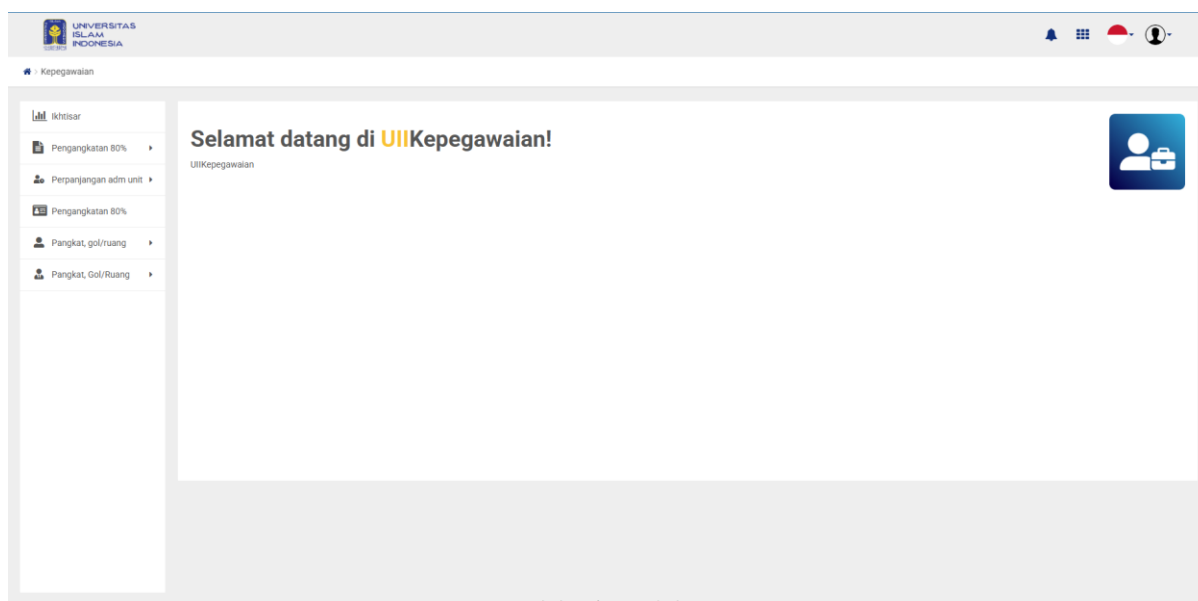 UNIVERSITAS
ISLAM
INDONESIA
Kepegawaian
Ikhtisar
Pengangkatan 80%
Perpanjangan adm unit
Pengangkatan 80%
Pangkat, gol/ruang
Pangkat, Gol/Ruang
Selamat datang di UIIKepegawaian!
UIIKepegawaian